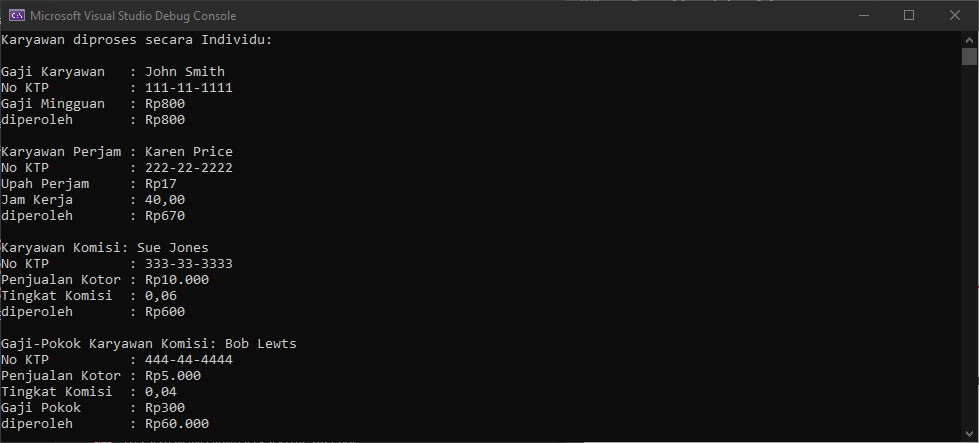 Microsoft Visual Studio Debug Console
Karyawan diproses secara Individu:
Gaji Karyawan : John Smith
No KTP : 111-11-1111
Gaji Mingguan : Rp800
diperoleh : Rp800
Karyawan Perjam : Karen Price
No KTP : 222-22-2222
Upah Perjam : Rp17
Jam Kerja : 40,00
diperoleh : Rp670
Karyawan Komisi: Sue Jones
No KTP : 333-33-3333
Penjualan Kotor : Rp10.000
Tingkat Komisi : 0,06
diperoleh : Rp600
Gaji-Pokok Karyawan Komisi: Bob Lewts
No KTP : 444-44-4444
Penjualan Kotor : Rp5.000
Tingkat Komisi : 0,04
Gaji Pokok : Rp300
diperoleh : Rp60.000